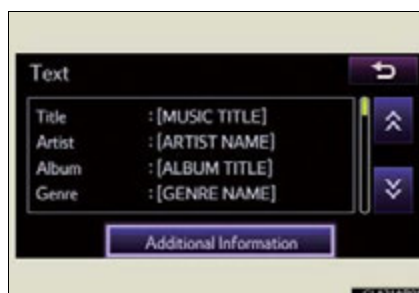 Text
Title : [MUSIC TITLE]
Artist : [ARTIST NAME]
Album : [ALBUM TITLE]
Genre : [GENRE NAME]
Additional Information